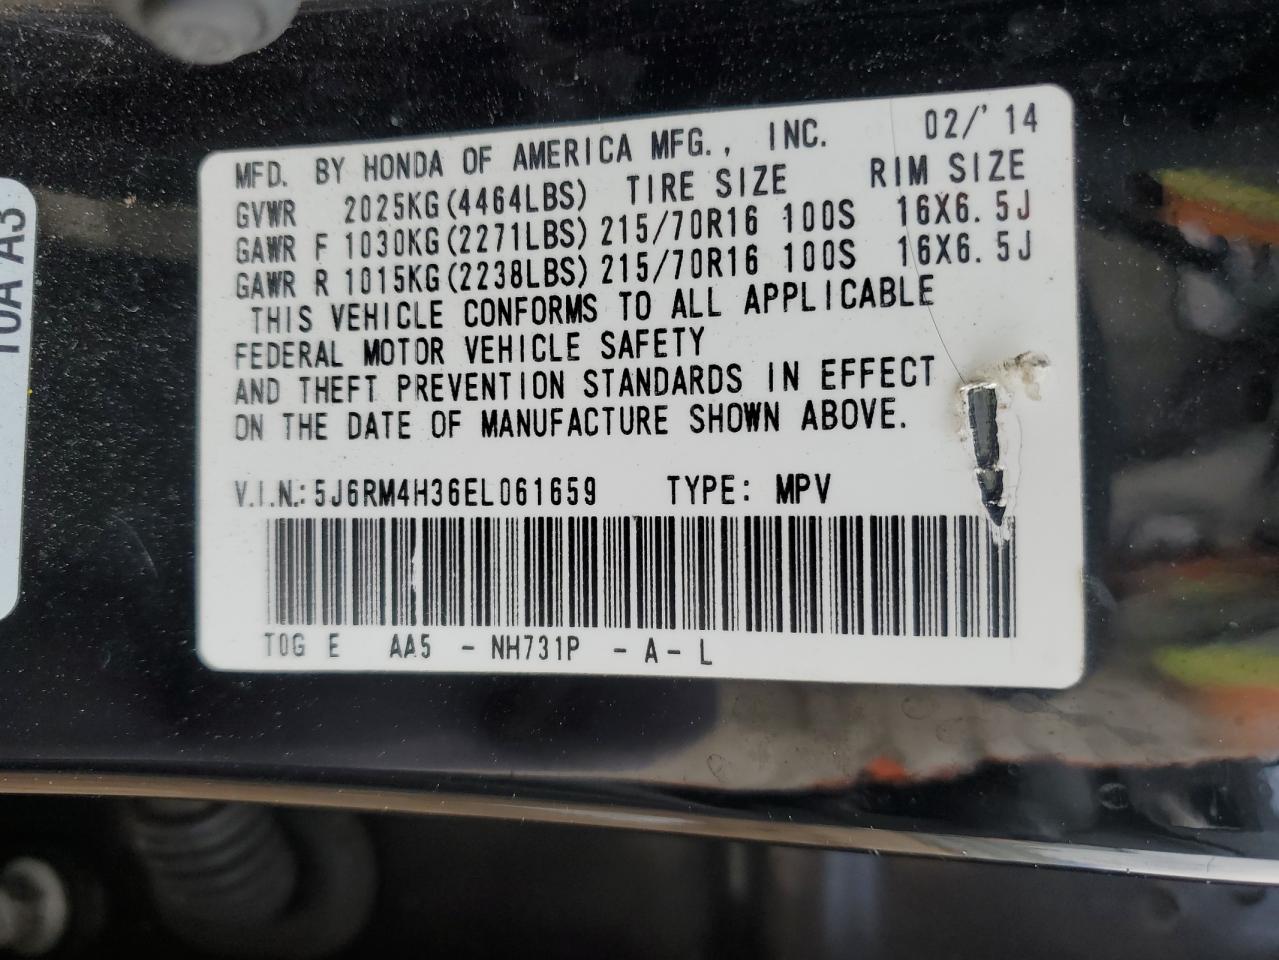 MFD. BY HONDA OF AMERICA MFG., INC. 02/'14
GVWR 2025KG(4464LBS) TIRE SIZE RIM SIZE
GAWR F 1030KG(2271LBS) 215/70R16 100S 16X6.5J
GAWR R 1015KG(2238LBS) 215/70R16 100S 16X6.5J
THIS VEHICLE CONFORMS TO ALL APPLICABLE
FEDERAL MOTOR VEHICLE SAFETY
AND THEFT PREVENTION STANDARDS IN EFFECT
ON THE DATE OF MANUFACTURE SHOWN ABOVE.
V.I.N.: 5J6RM4H36EL061659 TYPE: MPV
T0G E AA5 - NH731P - A - L